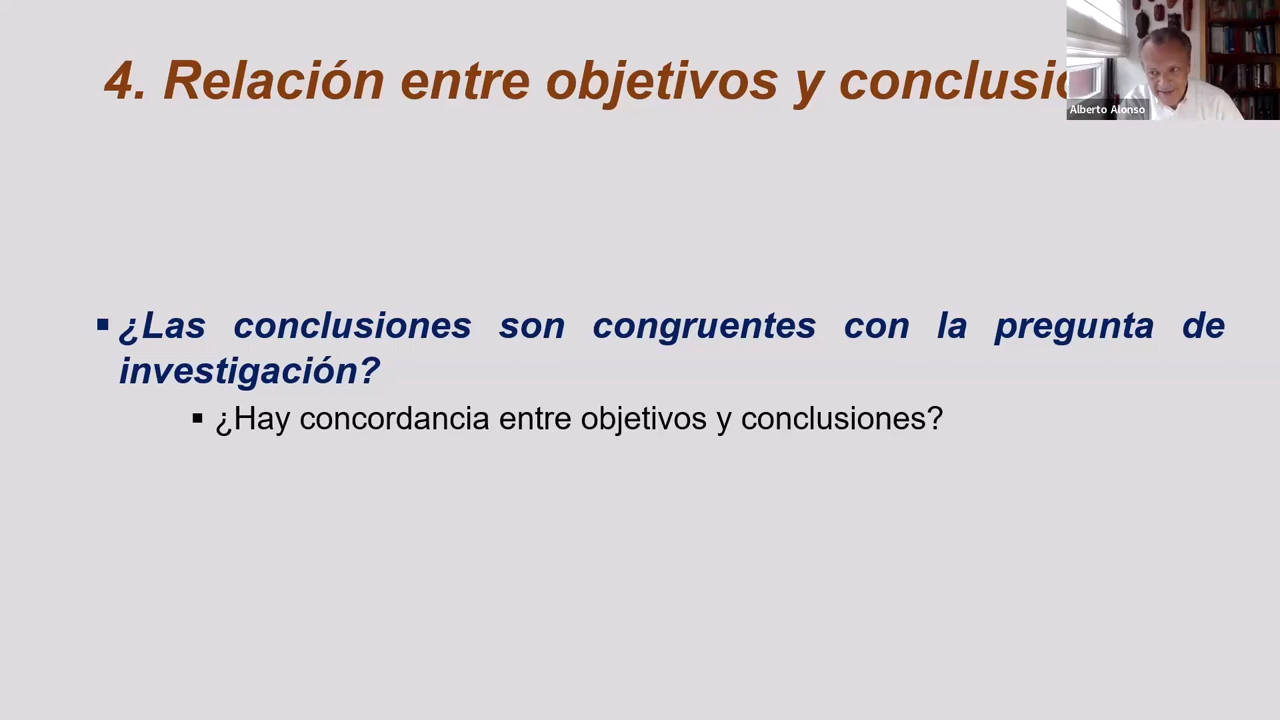 4. Relación entre objetivos y
Alberto Alonso
¿Las conclusiones son congruentes con la pregunta de
investigación?
¿Hay concordancia entre objetivos y conclusiones?